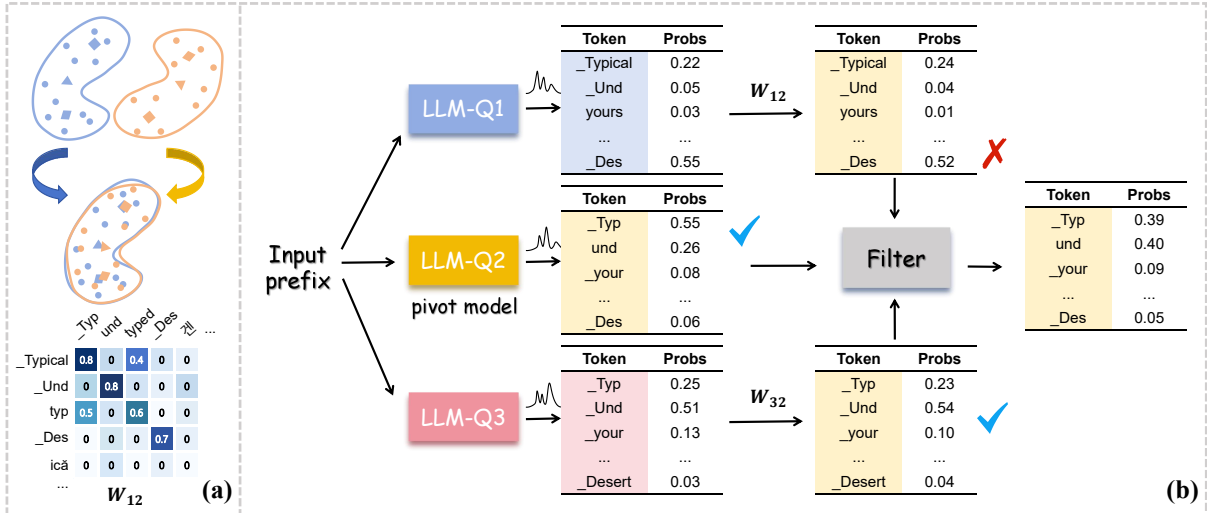 _Typ und typed _Des 겐 ...
_Typical 0.8 0 0.4 0 0
_Und 0 0.8 0 0 0
typ 0.5 0 0.6 0 0
_Des 0 0 0 0.7 0
ică 0 0 0 0 0
...
W₁₂
(a)
Input
prefix
LLM-Q1
Token Probs
_Typical 0.22
_Und 0.05
yours 0.03
... ...
_Des 0.55
W₁₂
Token Probs
_Typical 0.24
_Und 0.04
yours 0.01
... ...
_Des 0.52
✗
LLM-Q2
pivot model
Token Probs
_Typ 0.55
und 0.26
_your 0.08
... ...
_Des 0.06
Filter
Token Probs
_Typ 0.39
und 0.40
_your 0.09
... ...
_Des 0.05
LLM-Q3
Token Probs
_Typ 0.25
_Und 0.51
_your 0.13
... ...
_Desert 0.03
W₃₂
Token Probs
_Typ 0.23
_Und 0.54
_your 0.10
... ...
_Desert 0.04
(b)